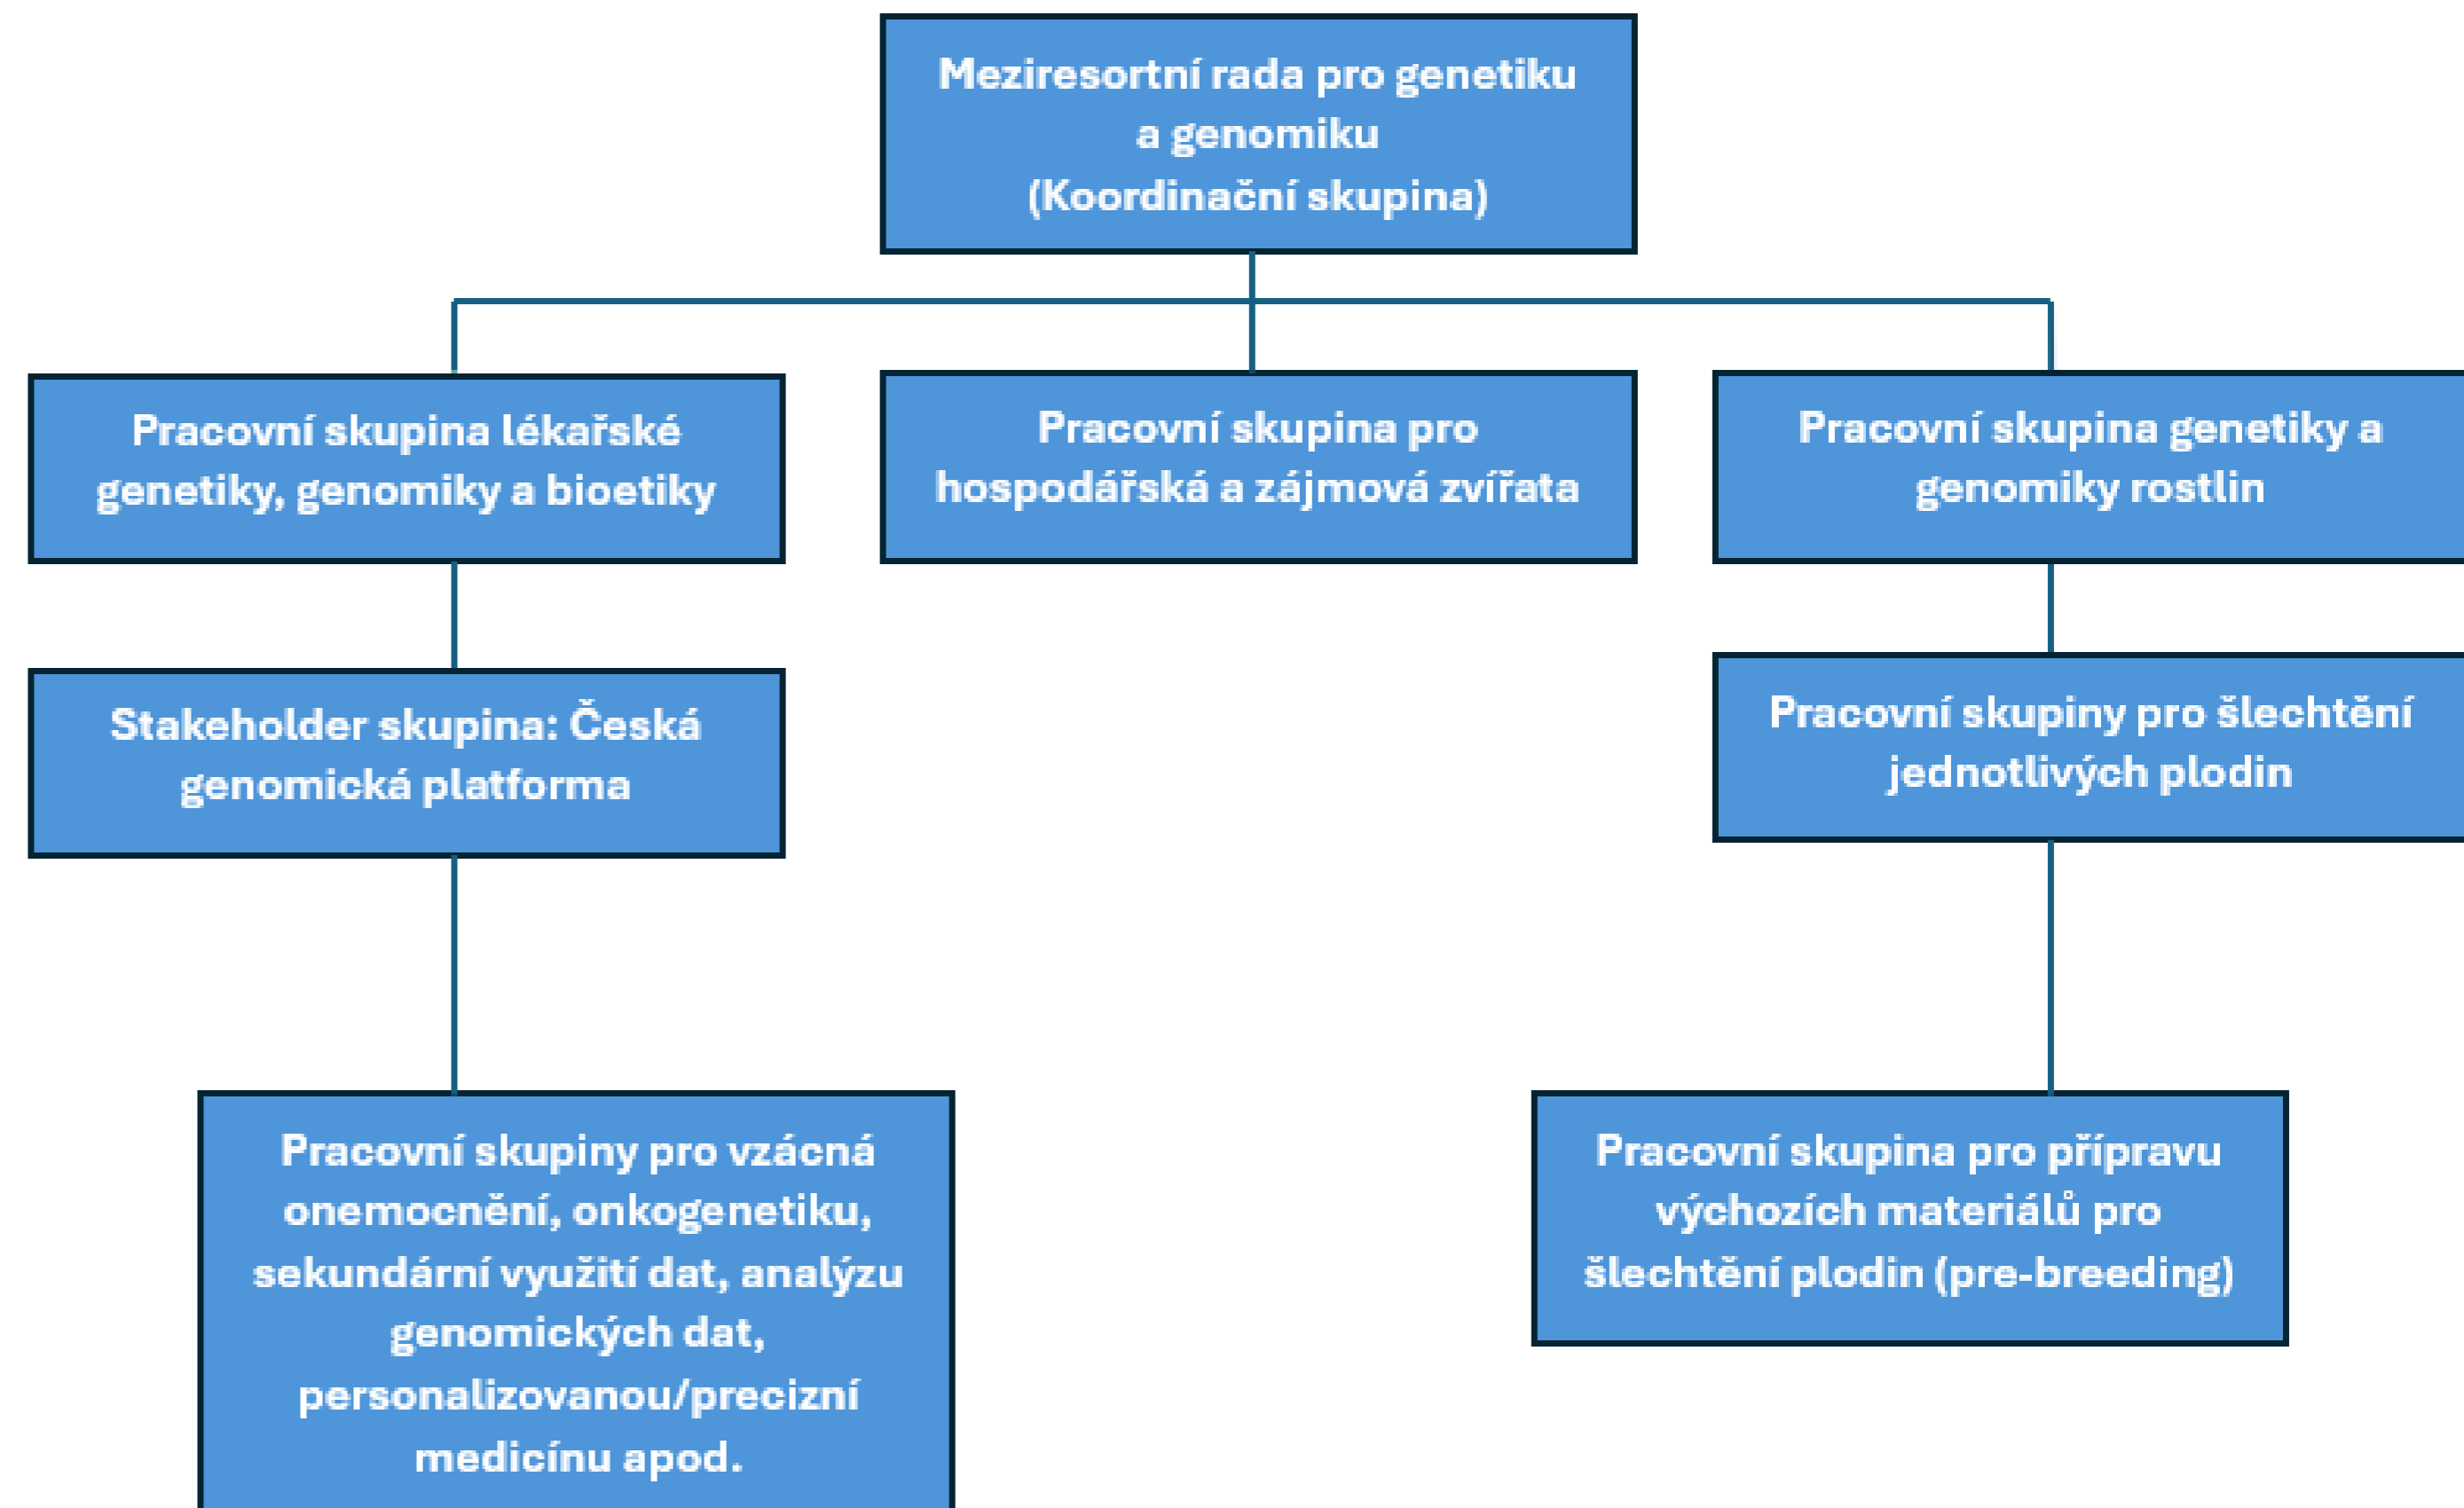 Meziresortní rada pro genetiku
a genomiku
(Koordinační skupina)
Pracovní skupina lékařské
genetiky, genomiky a bioetiky
Pracovní skupina pro
hospodářská a zájmová zvířata
Pracovní skupina genetiky a
genomiky rostlin
Stakeholder skupina: Česká
genomická platforma
Pracovní skupiny pro šlechtění
jednotlivých plodin
Pracovní skupiny pro vzácná
onemocnění, onkogenetiku,
sekundární využití dat, analýzu
genomických dat,
personalizovanou/precizní
medicínu apod.
Pracovní skupina pro přípravu
výchozích materiálů pro
šlechtění plodin (pre-breeding)